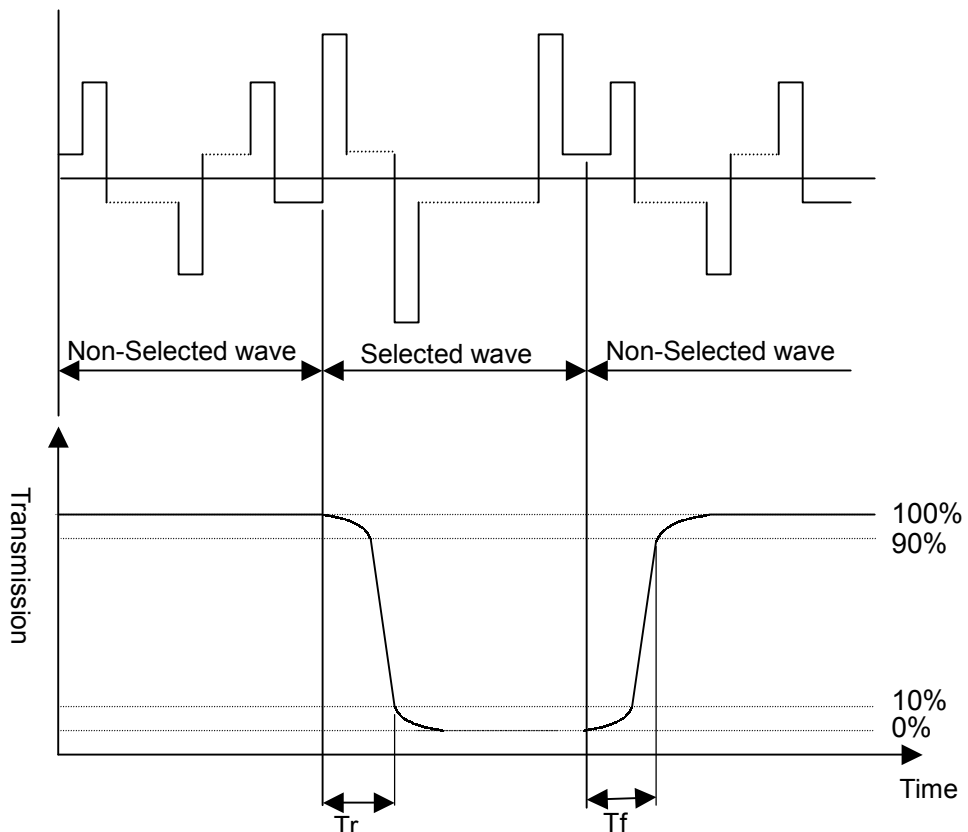 Non-Selected wave
Selected wave
Non-Selected wave
Transmission
100%
90%
10%
0%
Time
Tr
Tf